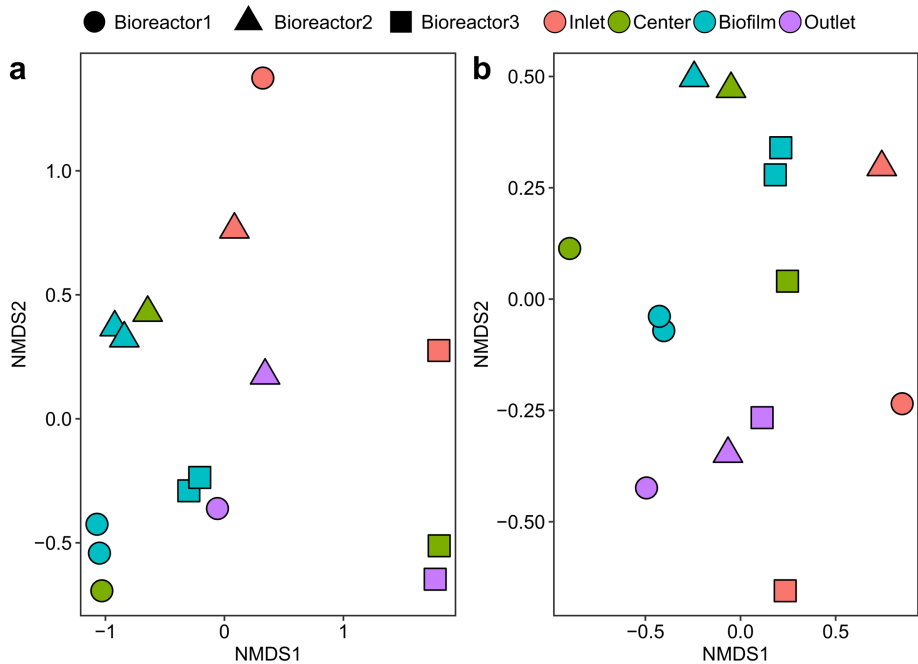 Bioreactor1 Bioreactor2 Bioreactor3 Inlet Center Biofilm Outlet
a
b
1.0
0.5
0.0
−0.5
NMDS2
−1 0 1
NMDS1
0.50
0.25
0.00
−0.25
−0.50
NMDS2
−0.5 0.0 0.5
NMDS1